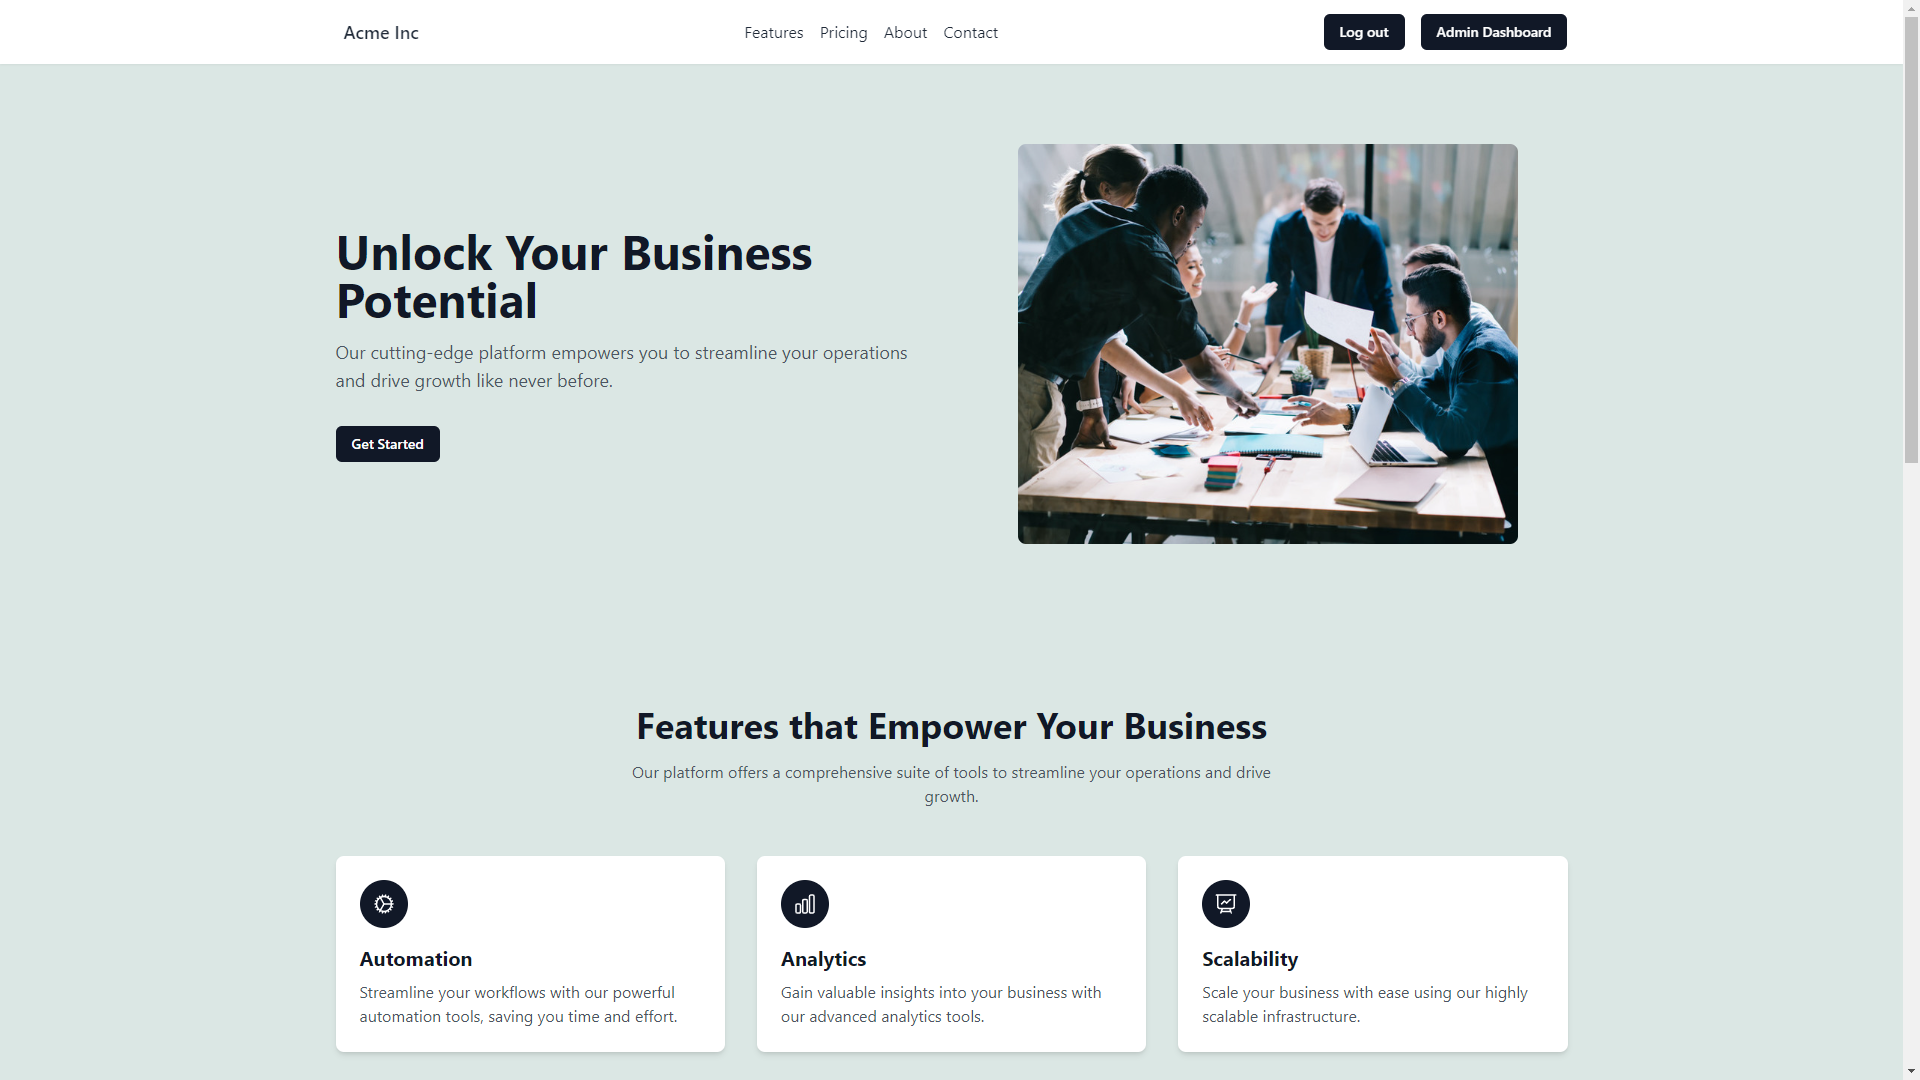 Acme Inc
Features
Pricing
About
Contact
Log out
Admin Dashboard
Unlock Your Business
Potential
Our cutting-edge platform empowers you to streamline your operations
and drive growth like never before.
Get Started
Features that Empower Your Business
Our platform offers a comprehensive suite of tools to streamline your operations and drive
growth.
Automation
Streamline your workflows with our powerful
automation tools, saving you time and effort.
Analytics
Gain valuable insights into your business with
our advanced analytics tools.
Scalability
Scale your business with ease using our highly
scalable infrastructure.